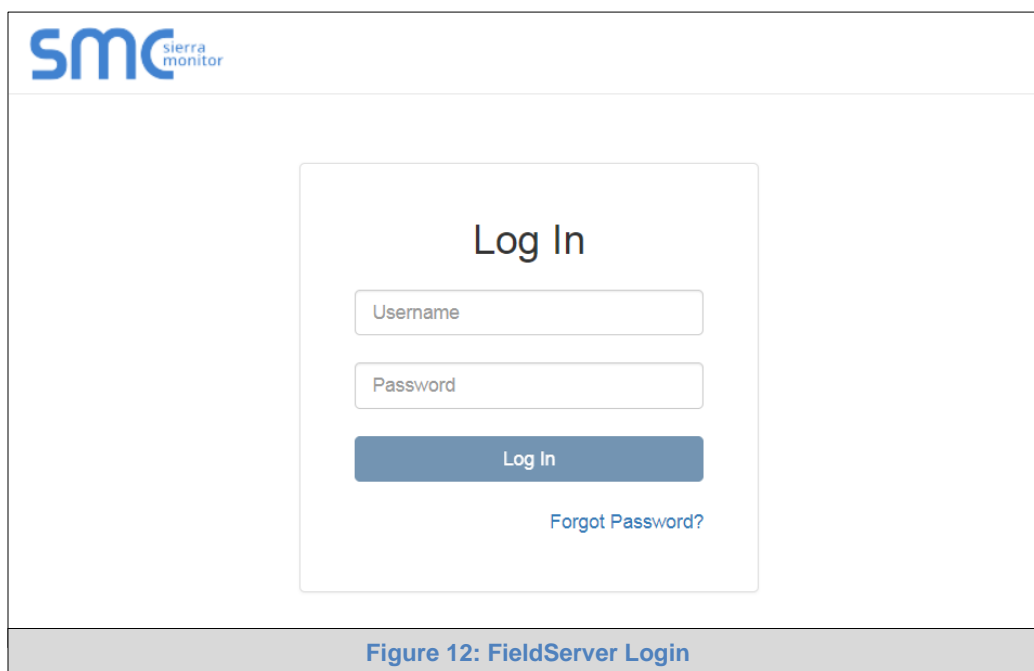 SMC sierra monitor
Log In
Username
Password
Log In
Forgot Password?
Figure 12: FieldServer Login